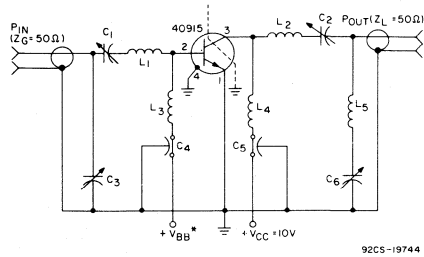 PIN
(ZG=50Ω)
C1
L1
2
40915
3
4
1
L2
C2
POUT(ZL=50Ω)
L3
L4
L5
C3
C4
C5
C6
+ VBB*
+ VCC=10V
92CS-19744